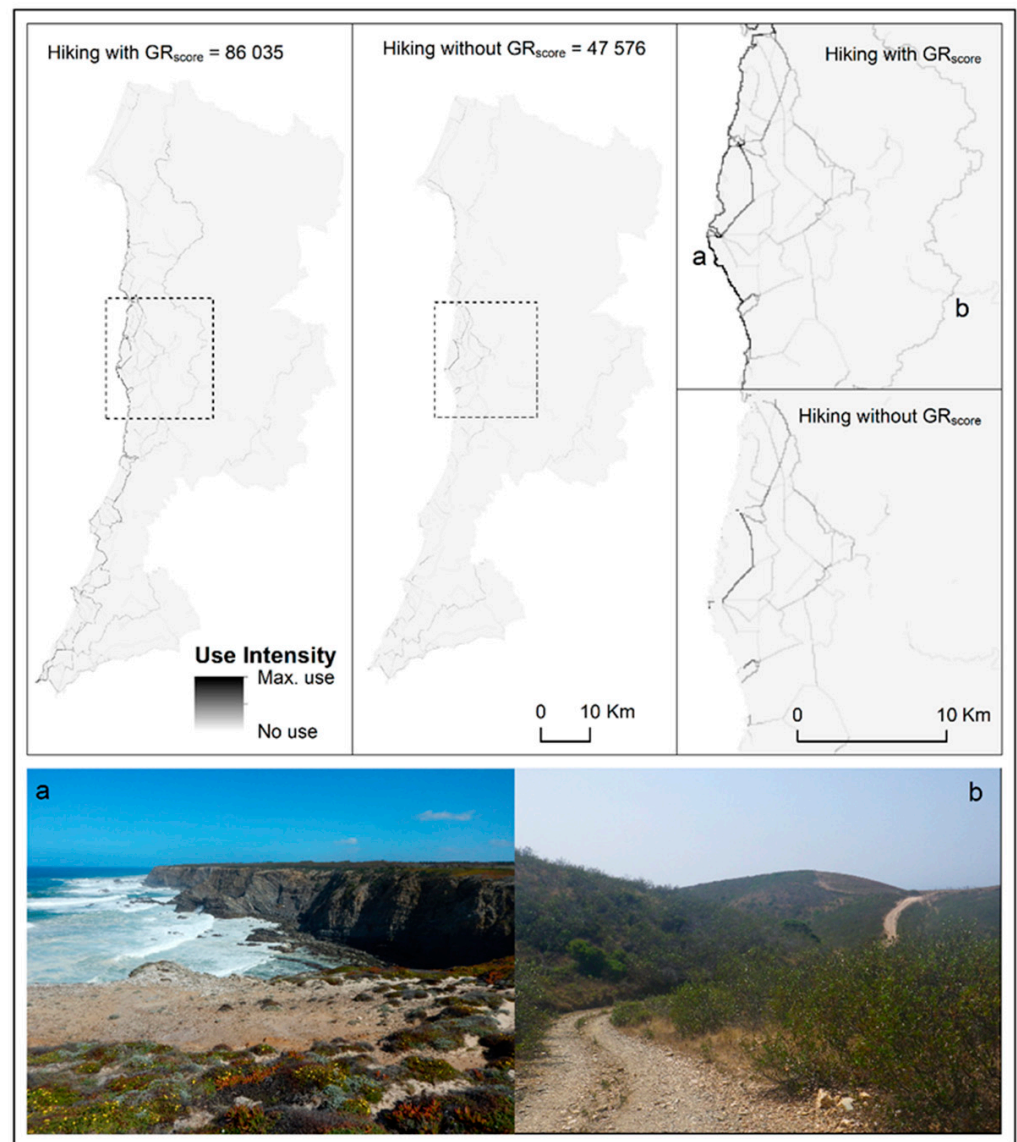 Hiking with GRscore = 86 035
Hiking without GRscore = 47 576
Hiking with GRscore
a
b
Hiking without GRscore
Use Intensity
Max. use
No use
0 10 Km
0 10 Km
a
b